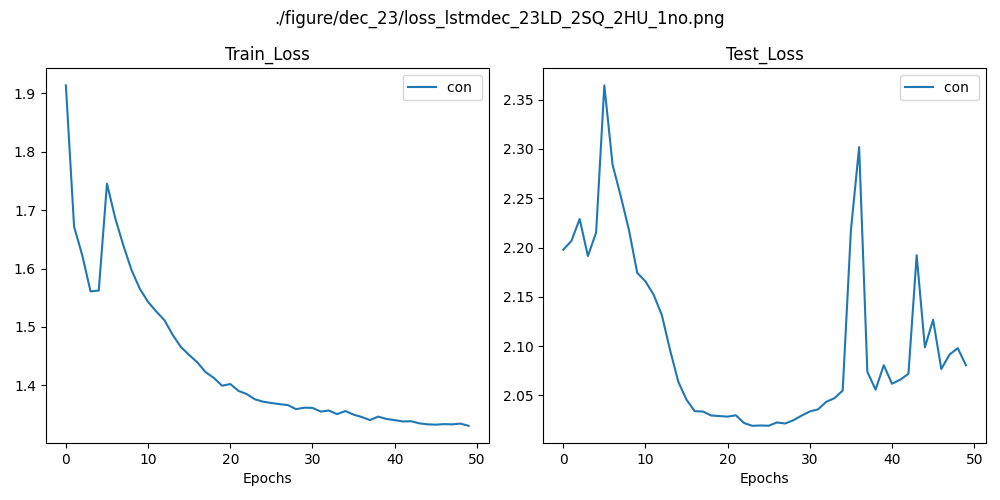 ./figure/dec_23/loss_lstmdec_23LD_2SQ_2HU_1no.png
Train_Loss
con
1.9
1.8
1.7
1.6
1.5
1.4
0 10 20 30 40 50
Epochs
Test_Loss
con
2.35
2.30
2.25
2.20
2.15
2.10
2.05
0 10 20 30 40 50
Epochs